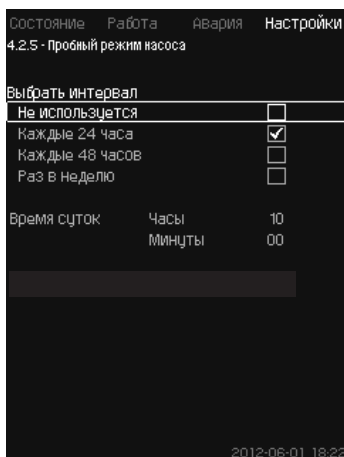 Состояние Работа Авария Настройки
4.2.5 - Пробный режим насоса
Выбрать интервал
Не используется
Каждые 24 часа
Каждые 48 часов
Раз в неделю
Время суток Часы 10
Минуты 00
2012-06-01 18:22